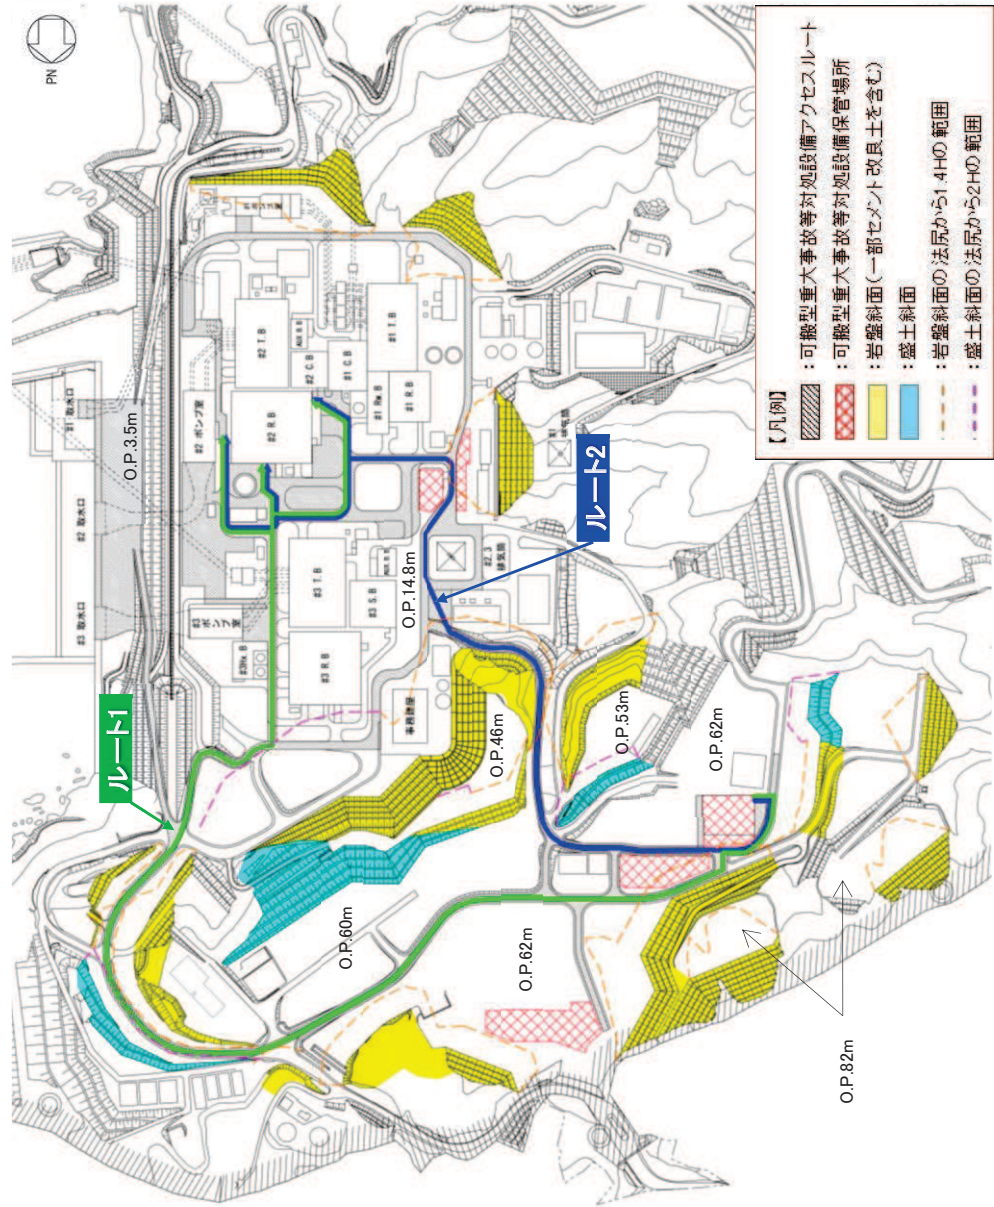 PN
O.P.3.5m
#1 取水口
#2 取水口
#3 取水口
#2 ポンプ室
#2 T.B
#2 C.B
#1 C.B
#1 T.B
#2 R.B
#1 Rw.B
#1 R.B
#3
ポンプ室
#3Hx.B
#3 T.B
#3 S.B
#3 R.B
事務建屋
O.P.14.8m
#1
排気筒
#2,3
排気筒
ルート1
ルート2
O.P.46m
O.P.53m
O.P.62m
O.P.60m
O.P.62m
O.P.82m
【凡例】
:可搬型重大事故等対処設備アクセスルート
:可搬型重大事故等対処設備保管場所
:岩盤斜面(一部セメント改良土を含む)
:盛土斜面
:岩盤斜面の法尻から1.4Hの範囲
:盛土斜面の法尻から2Hの範囲